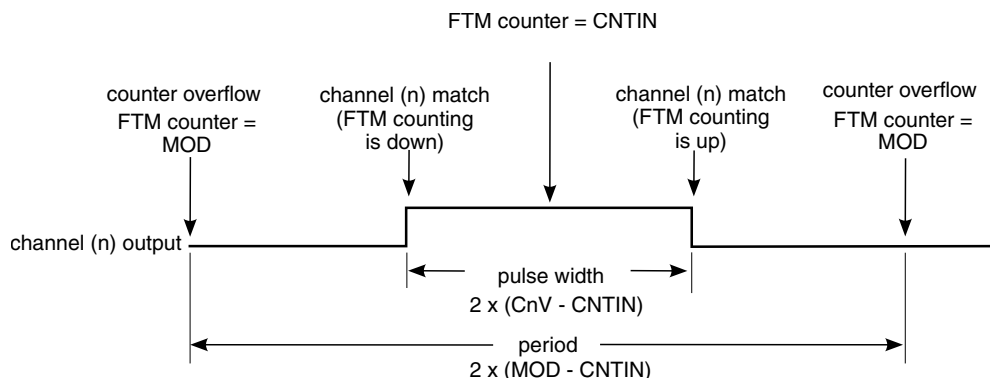 FTM counter = CNTIN
counter overflow
FTM counter =
MOD
channel (n) match
(FTM counting
is down)
channel (n) match
(FTM counting
is up)
counter overflow
FTM counter =
MOD
channel (n) output
pulse width
2 x (CnV - CNTIN)
period
2 x (MOD - CNTIN)